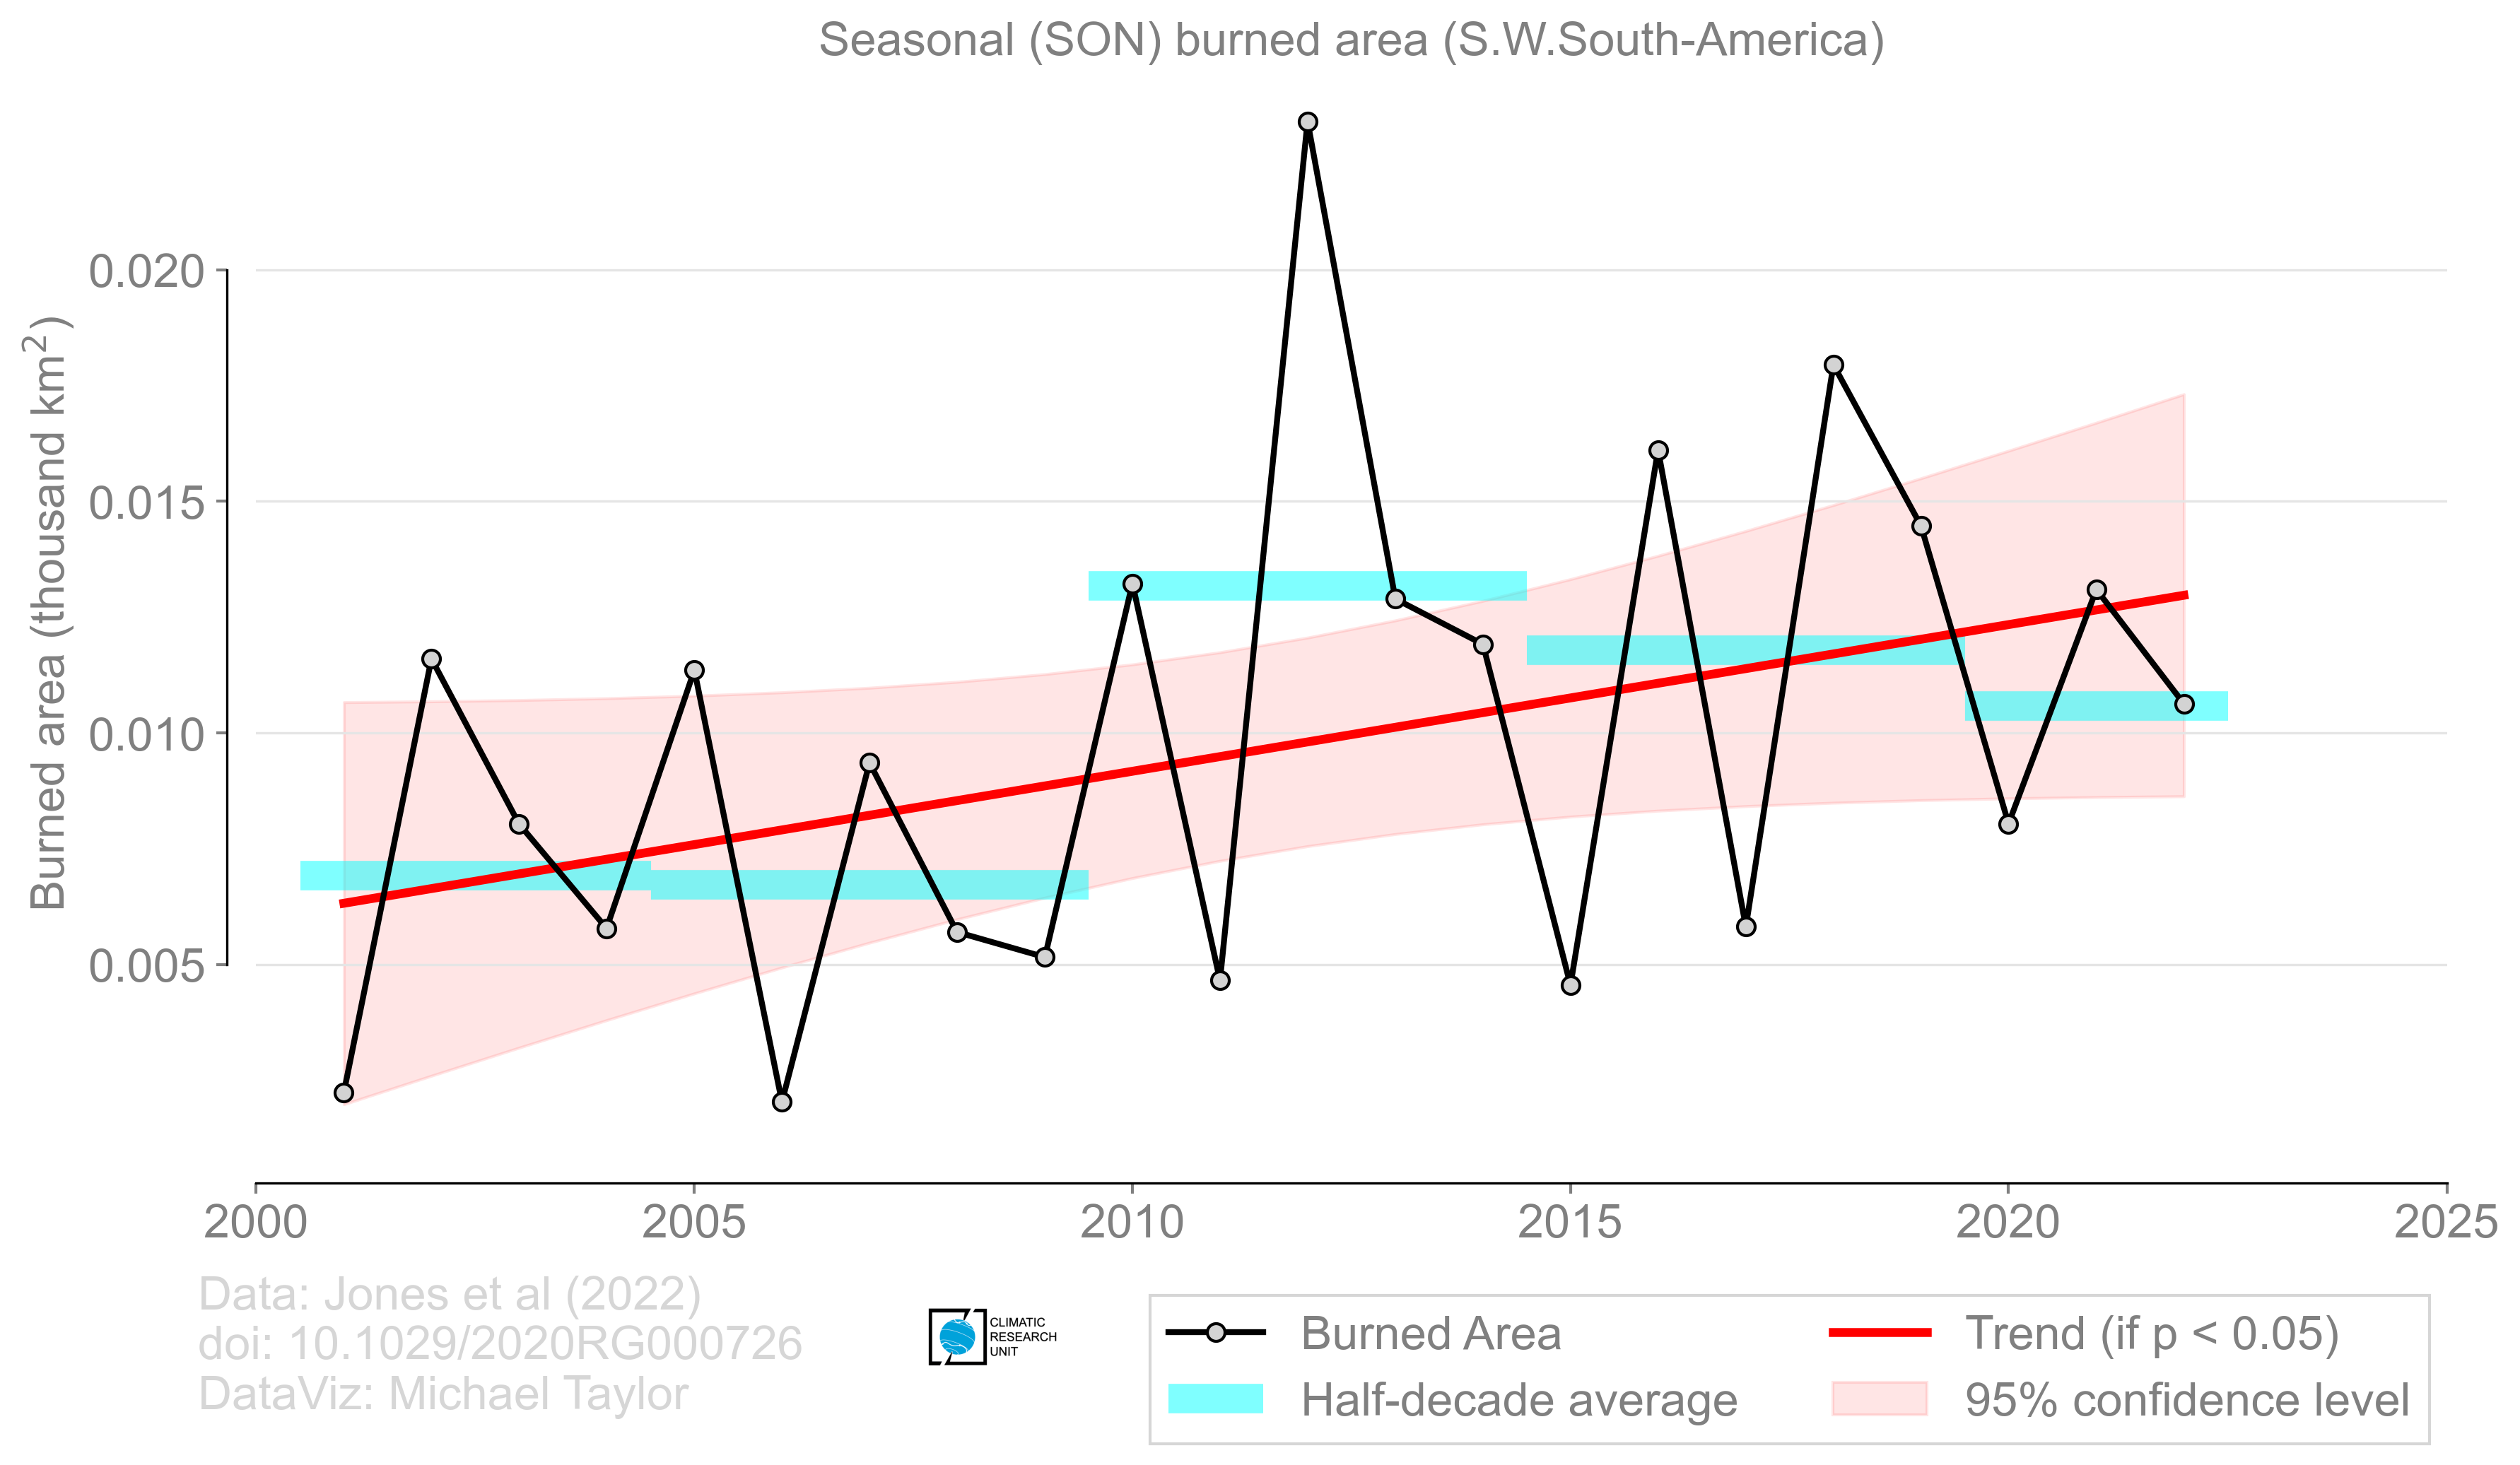 Seasonal (SON) burned area (S.W.South-America)
Burned area (thousand km²)
0.020
0.015
0.010
0.005
2000 2005 2010 2015 2020 2025
Data: Jones et al (2022)
doi: 10.1029/2020RG000726
DataViz: Michael Taylor
CLIMATIC
RESEARCH
UNIT
Burned Area
Half-decade average
Trend (if p < 0.05)
95% confidence level